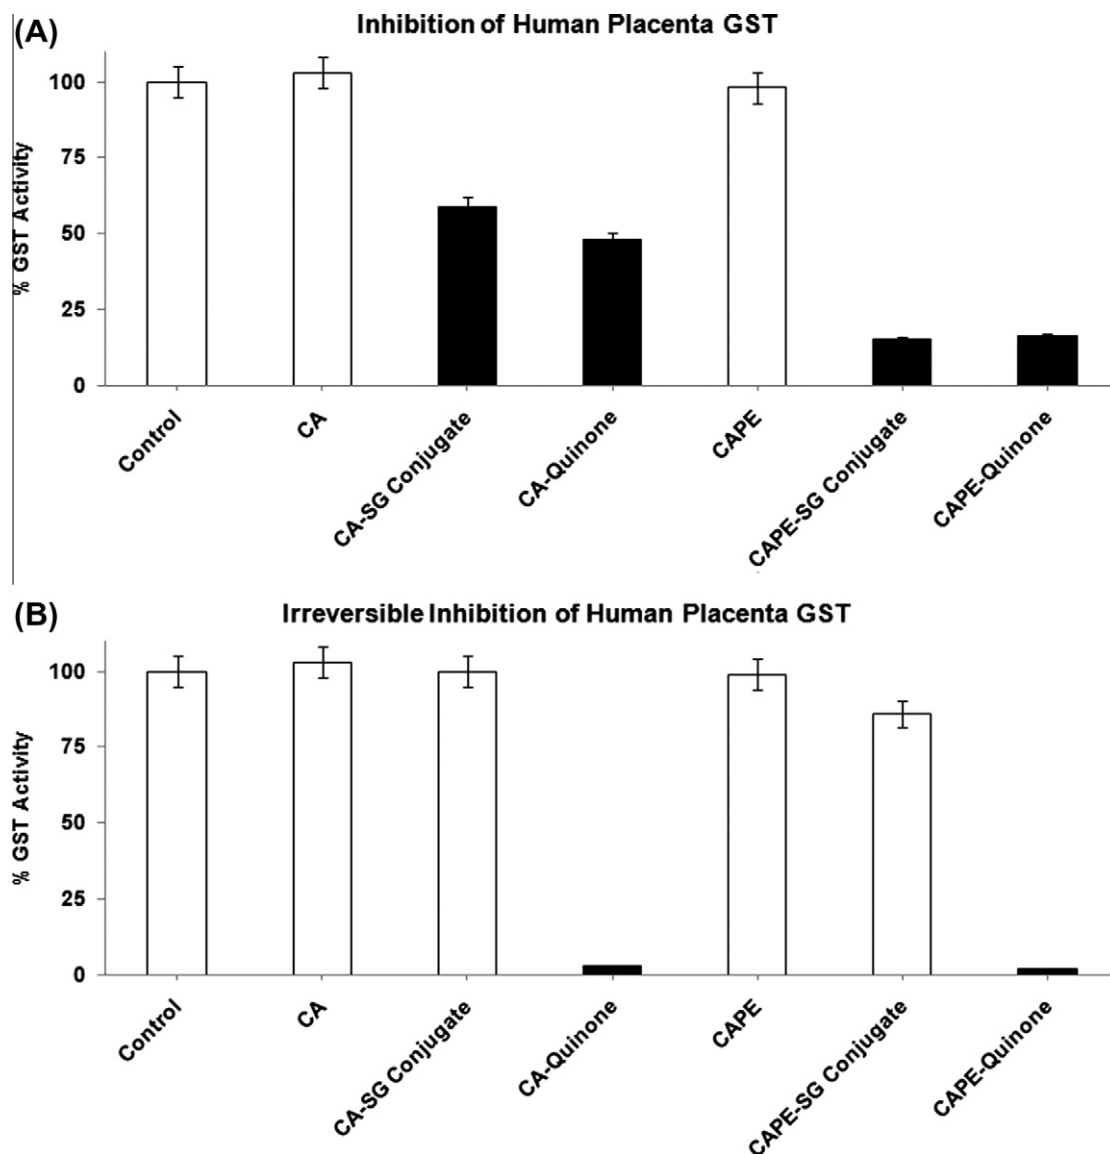 (A)
Inhibition of Human Placenta GST
% GST Activity
100
75
50
25
0
Control
CA
CA-SG Conjugate
CA-Quinone
CAPE
CAPE-SG Conjugate
CAPE-Quinone
(B)
Irreversible Inhibition of Human Placenta GST
% GST Activity
100
75
50
25
0
Control
CA
CA-SG Conjugate
CA-Quinone
CAPE
CAPE-SG Conjugate
CAPE-Quinone